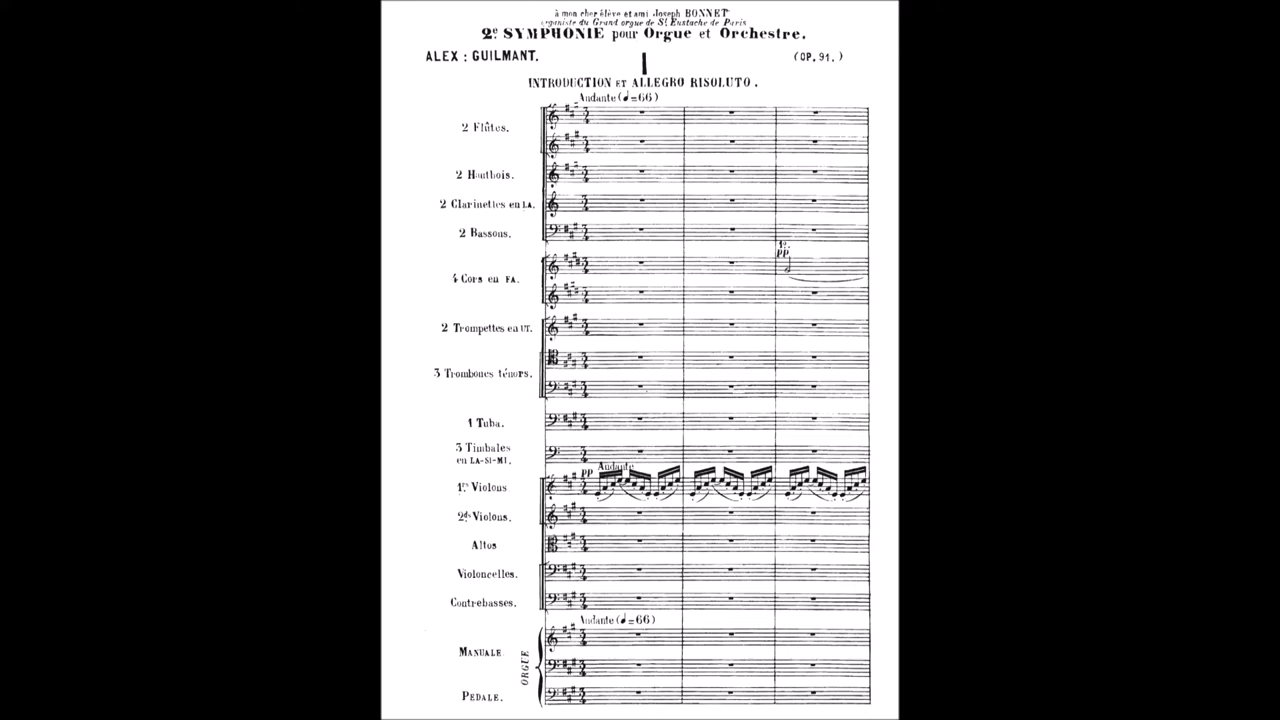 à mon cher élève et ami Joseph BONNET
organiste du Grand orgue de St Eustache de Paris
2e SYMPHONIE pour Orgue et Orchestre.
ALEX : GUILMANT.
(OP. 91.)
I
INTRODUCTION ET ALLEGRO RISOLUTO.
Andante (♩=66)
2 Flûtes.
2 Hautbois.
2 Clarinettes en LA.
2 Bassons.
1o.
pp
4 Cors en FA.
2 Trompettes en UT.
3 Trombones ténors.
1 Tuba.
3 Timbales
en LA-SI-MI.
pp Andante
1rs Violons
2ds Violons.
Altos
Violoncelles.
Contrebasses.
Andante (♩=66)
MANUALE
ORGUE
PEDALE.